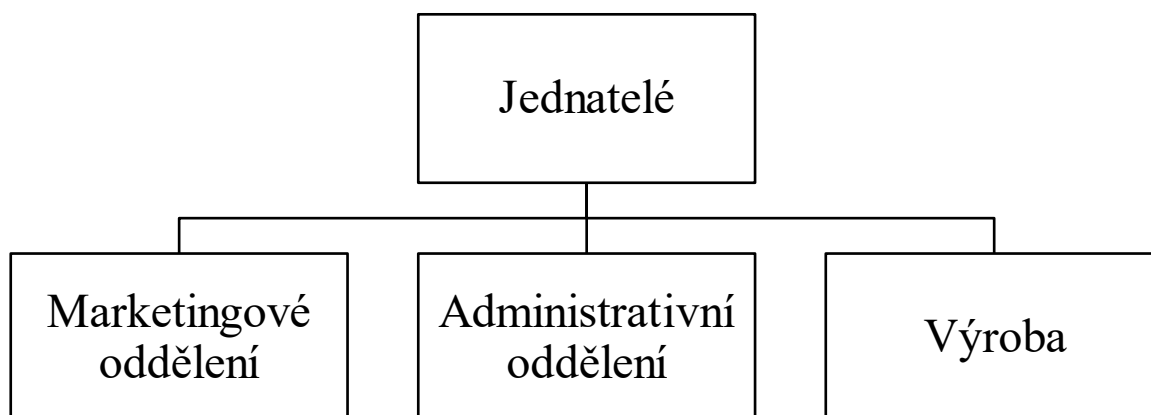 Jednatelé
Marketingové
oddělení
Administrativní
oddělení
Výroba